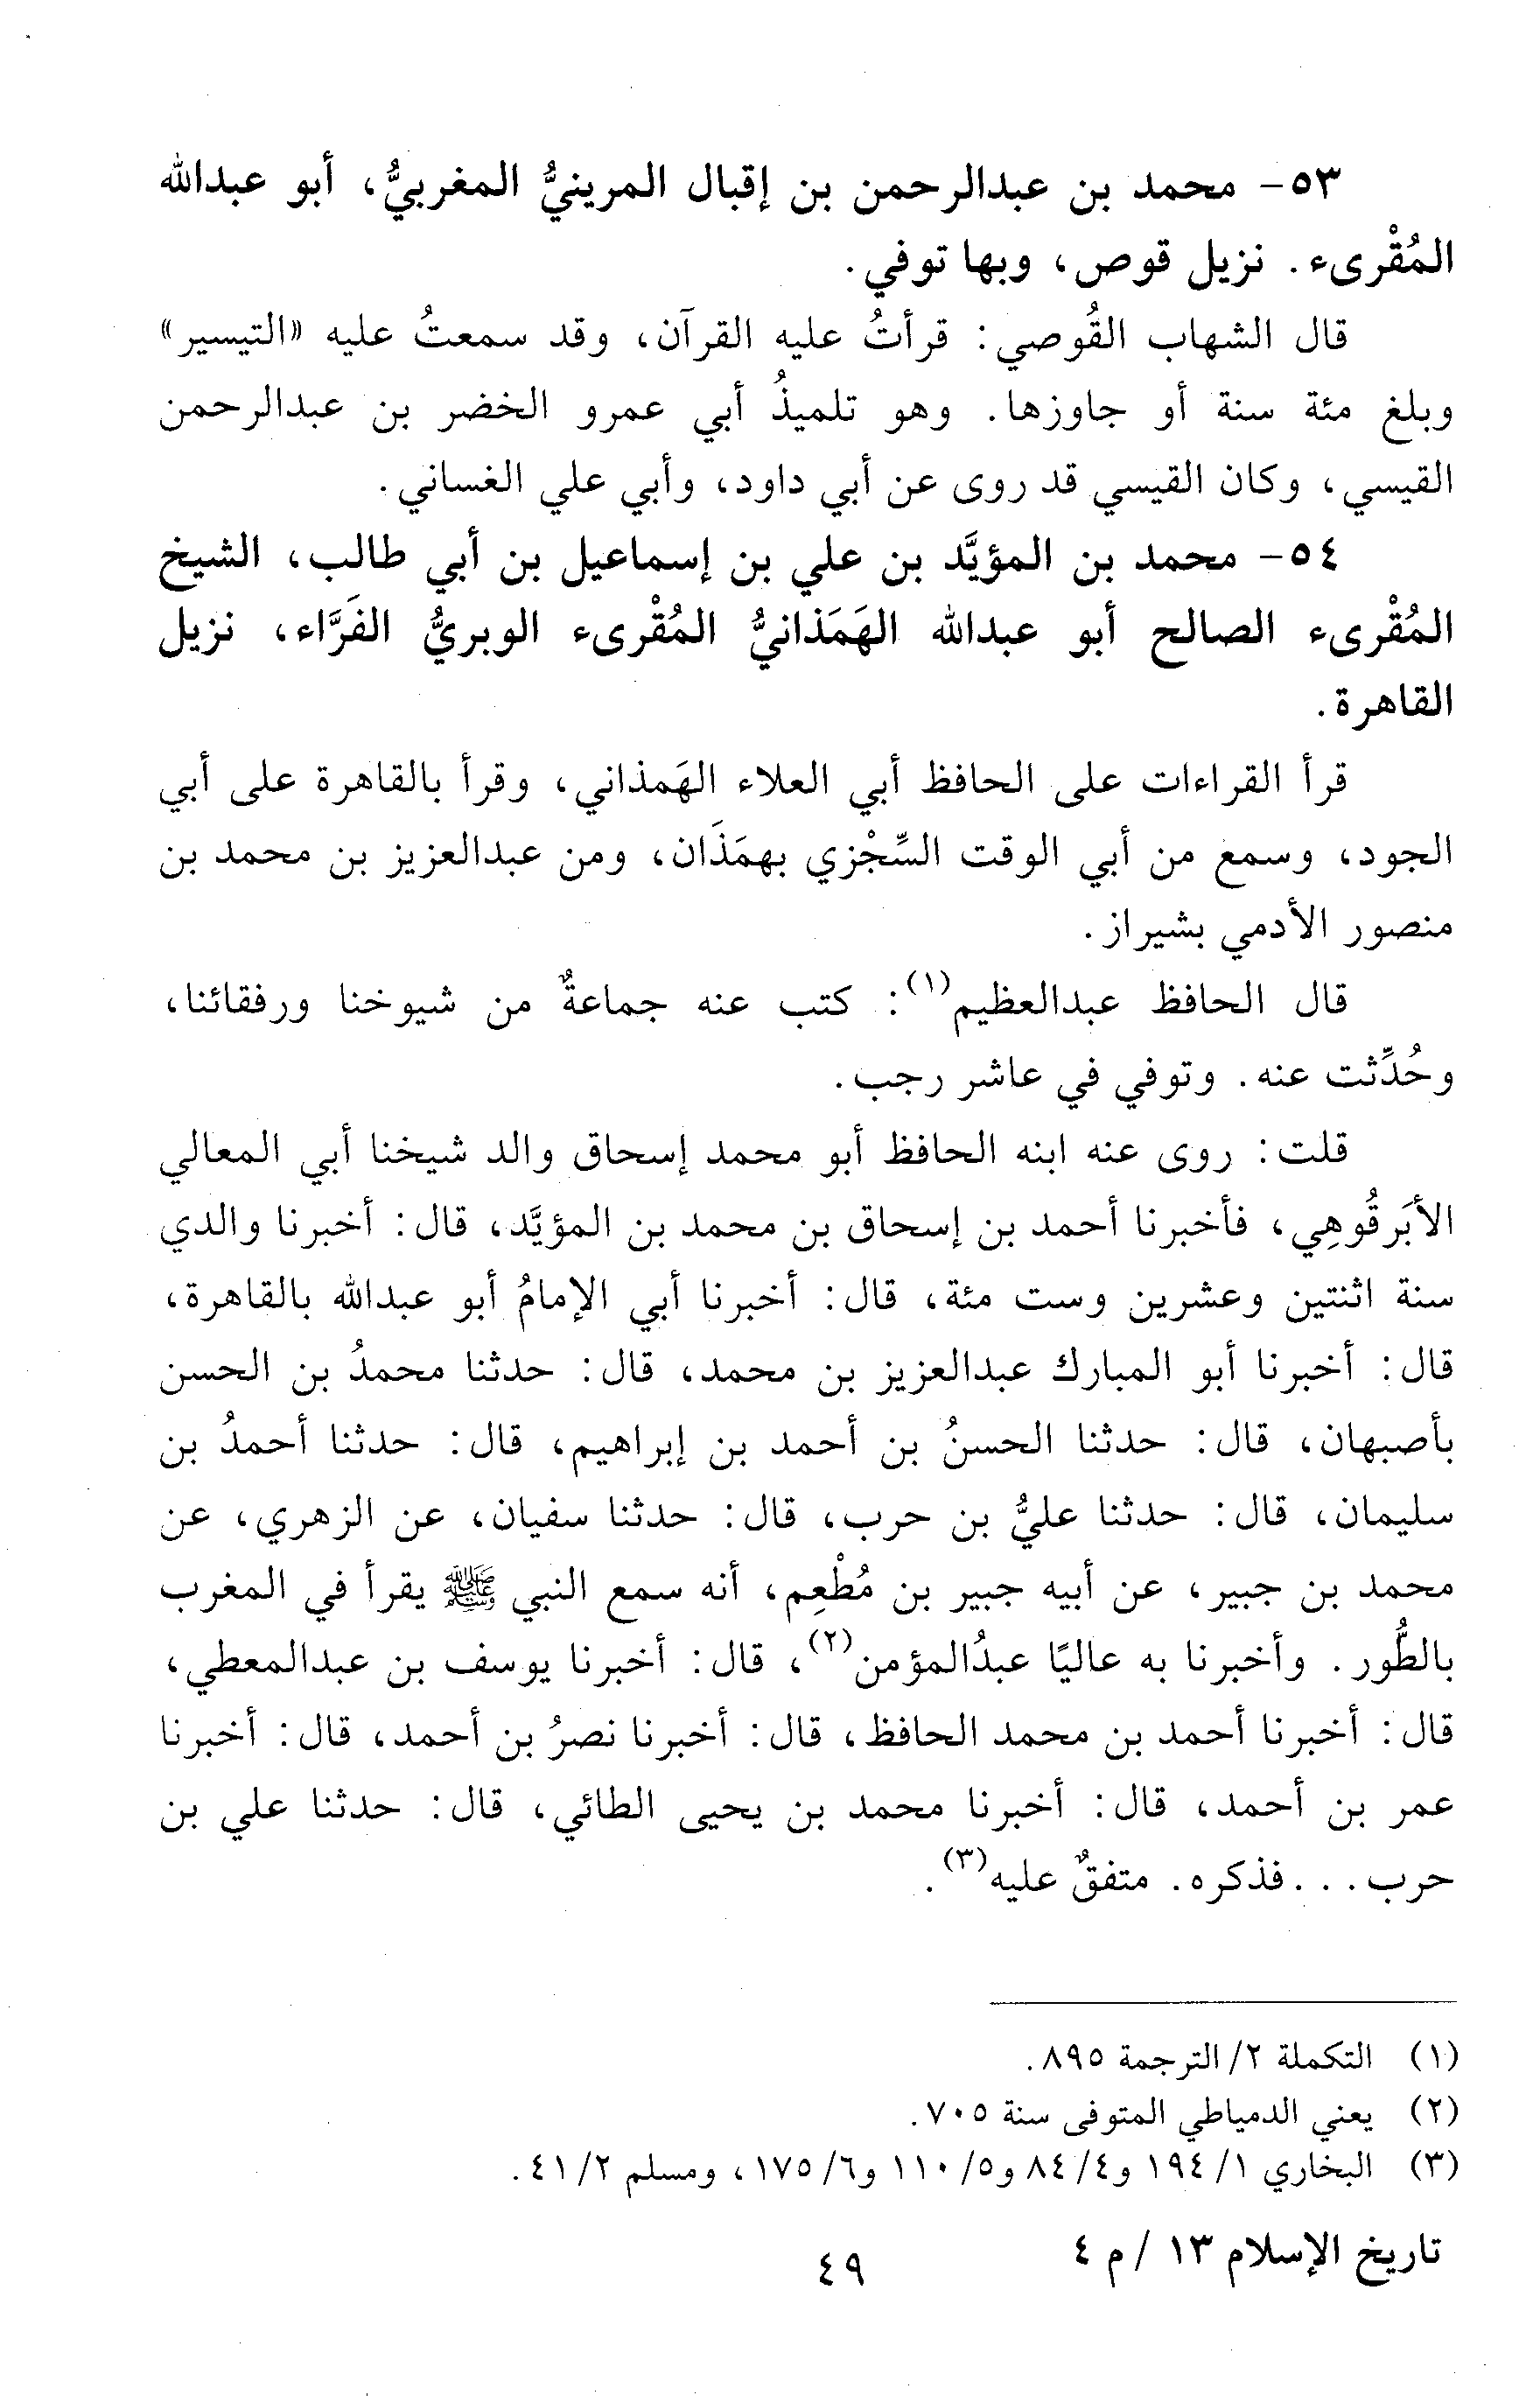 ٥٣- محمد بن عبدالرحمن بن إقبال المرينيُّ المغربيُّ، أبو عبدالله
المُقْرىء. نزيل قوص، وبها توفي.
قال الشهاب القُوصي: قرأتُ عليه القرآن، وقد سمعتُ عليه «التيسير»
وبلغ مئة سنة أو جاوزها. وهو تلميذُ أبي عمرو الخضر بن عبدالرحمن
القيسي، وكان القيسي قد روى عن أبي داود، وأبي علي الغساني.
٥٤- محمد بن المؤيَّد بن علي بن إسماعيل بن أبي طالب، الشيخ
المُقْرىء الصالح أبو عبدالله الهَمَذانيُّ المُقْرىء الوبريُّ الفَرَّاء، نزيل
القاهرة.
قرأ القراءات على الحافظ أبي العلاء الهَمذاني، وقرأ بالقاهرة على أبي
الجود، وسمع من أبي الوقت السِّجْزي بهمَذَان، ومن عبدالعزيز بن محمد بن
منصور الأدمي بشيراز.
قال الحافظ عبدالعظيم(١): كتب عنه جماعةٌ من شيوخنا ورفقائنا،
وحُدِّثت عنه. وتوفي في عاشر رجب.
قلت: روى عنه ابنه الحافظ أبو محمد إسحاق والد شيخنا أبي المعالي
الأبَرقُوهِي، فأخبرنا أحمد بن إسحاق بن محمد بن المؤيَّد، قال: أخبرنا والدي
سنة اثنتين وعشرين وست مئة، قال: أخبرنا أبي الإمامُ أبو عبدالله بالقاهرة،
قال: أخبرنا أبو المبارك عبدالعزيز بن محمد، قال: حدثنا محمدُ بن الحسن
بأصبهان، قال: حدثنا الحسنُ بن أحمد بن إبراهيم، قال: حدثنا أحمدُ بن
سليمان، قال: حدثنا عليُّ بن حرب، قال: حدثنا سفيان، عن الزهري، عن
محمد بن جبير، عن أبيه جبير بن مُطْعِم، أنه سمع النبي ﷺ يقرأ في المغرب
بالطُّور. وأخبرنا به عاليًا عبدُالمؤمن(٢)، قال: أخبرنا يوسف بن عبدالمعطي،
قال: أخبرنا أحمد بن محمد الحافظ، قال: أخبرنا نصرُ بن أحمد، قال: أخبرنا
عمر بن أحمد، قال: أخبرنا محمد بن يحيى الطائي، قال: حدثنا علي بن
حرب. . .فذكره. متفقٌ عليه(٣).
(١) التكملة ٢/ الترجمة ٨٩٥.
(٢) يعني الدمياطي المتوفى سنة ٧٠٥.
(٣) البخاري ١/ ١٩٤ و٤/ ٨٤ و٥/ ١١٠ و٦/ ١٧٥، ومسلم ٢/ ٤١.
تاريخ الإسلام ١٣ / م ٤
٤٩